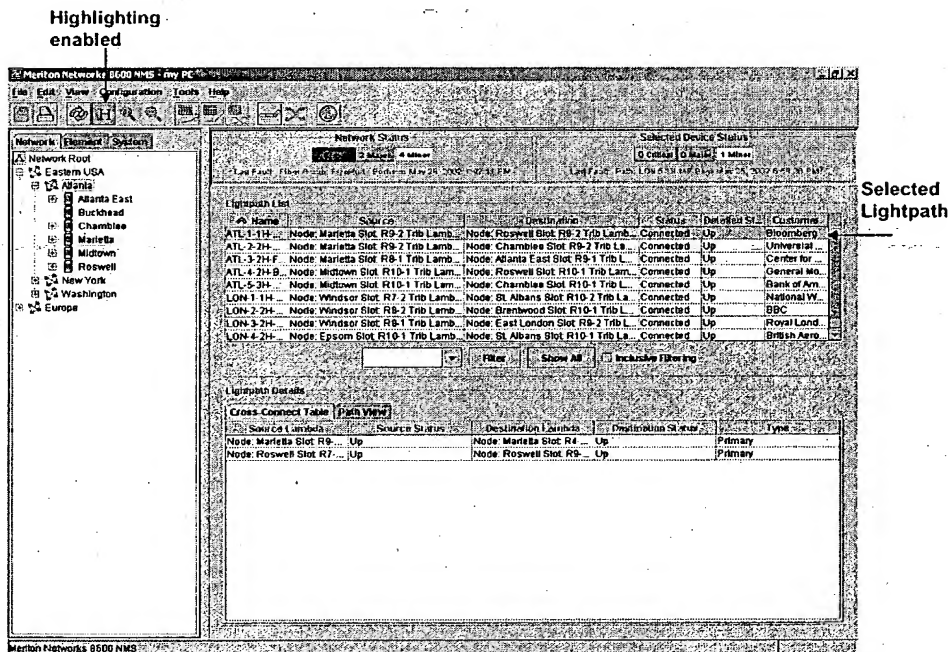 Highlighting
enabled
Meriton Networks 8600 NMS - my PC
File Edit View Configuration Tools Help
Network Element System
Network Root
Eastern USA
Atlanta
Atlanta East
Buckhead
Chamblee
Marietta
Midtown
Roswell
New York
Washington
Europe
Network Status
2 Major 4 Minor
Selected Device Status
0 Critical 0 Major 1 Minor
Selected
Lightpath
Lightpath List
Name Source Destination Status Detailed St... Customer
ATL-1-1H-... Node: Marietta Slot: R9-2 Trib Lamb... Node: Roswell Slot: R9-2 Trib Lamb... Connected Up Bloomberg
ATL-2-2H-... Node: Marietta Slot: R9-2 Trib Lamb... Node: Chamblee Slot: R9-2 Trib La... Connected Up Universal ...
ATL-3-2H-F... Node: Marietta Slot: R8-1 Trib Lamb... Node: Atlanta East Slot: R9-1 Trib L... Connected Up Center for ...
ATL-4-2H-B... Node: Midtown Slot: R10-1 Trib Lam... Node: Roswell Slot: R10-1 Trib Lam... Connected Up General Mo...
ATL-5-3H-... Node: Midtown Slot: R10-1 Trib Lam... Node: Chamblee Slot: R10-1 Trib L... Connected Up Bank of Am...
LON-1-1H-... Node: Windsor Slot: R7-2 Trib Lamb... Node: St. Albans Slot: R10-2 Trib La... Connected Up National W...
LON-2-2H-... Node: Windsor Slot: R8-2 Trib Lamb... Node: Brentwood Slot: R10-1 Trib L... Connected Up BBC
LON-3-2H-... Node: Windsor Slot: R8-1 Trib Lamb... Node: East London Slot: R8-2 Trib L... Connected Up Royal Lond...
LON-4-2H-... Node: Epsom Slot: R10-1 Trib Lamb... Node: St. Albans Slot: R10-1 Trib La... Connected Up British Aero...
Filter Show All Inclusive Filtering
Lightpath Details
Cross-Connect Table Path View
Source Lambda Source Status Destination Lambda Destination Status Type
Node: Marietta Slot: R9-... Up Node: Marietta Slot: R4-... Up Primary
Node: Roswell Slot: R7-... Up Node: Roswell Slot: R9-... Up Primary
Meriton Networks 8600 NMS